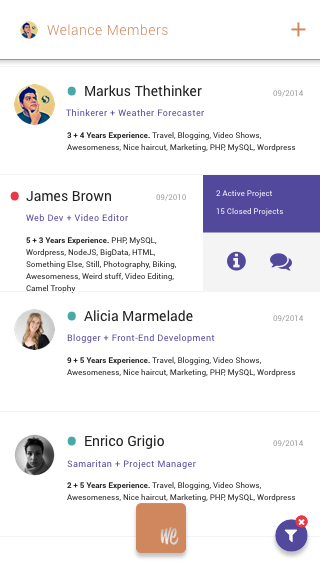 Welance Members
Markus Thethinker
09/2014
Thinkerer + Weather Forecaster
3 + 4 Years Experience. Travel, Blogging, Video Shows,
Awesomeness, Nice haircut, Marketing, PHP, MySQL, Wordpress
James Brown
09/2010
Web Dev + Video Editor
5 + 3 Years Experience. PHP, MySQL,
Wordpress, NodeJS, BigData, HTML,
Something Else, Still, Photography, Biking,
Awesomeness, Weird stuff, Video Editing,
Camel Trophy
2 Active Project
15 Closed Projects
Alicia Marmelade
09/2014
Blogger + Front-End Development
9 + 5 Years Experience. Travel, Blogging, Video Shows,
Awesomeness, Nice haircut, Marketing, PHP, MySQL, Wordpress
Enrico Grigio
09/2014
Samaritan + Project Manager
2 + 5 Years Experience. Travel, Blogging, Video Shows,
Awesomeness, Nice haircut, Marketing, PHP, MySQL, Wordpress
we